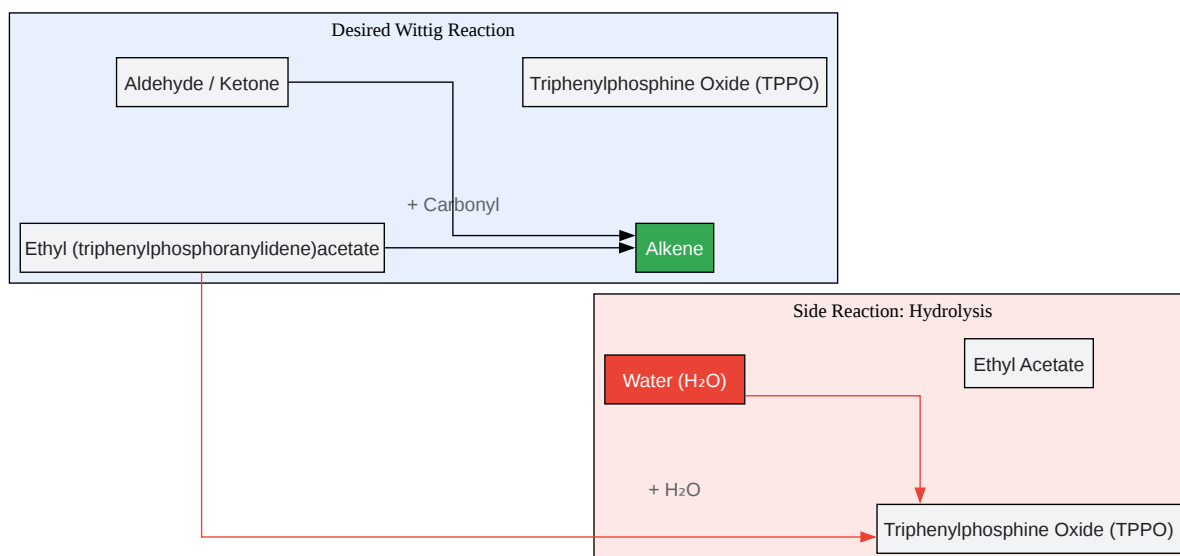 Desired Wittig Reaction
Aldehyde / Ketone
Triphenylphosphine Oxide (TPPO)
+ Carbonyl
Ethyl (triphenylphosphoranylidene)acetate
Alkene
Side Reaction: Hydrolysis
Water (H₂O)
Ethyl Acetate
+ H₂O
Triphenylphosphine Oxide (TPPO)